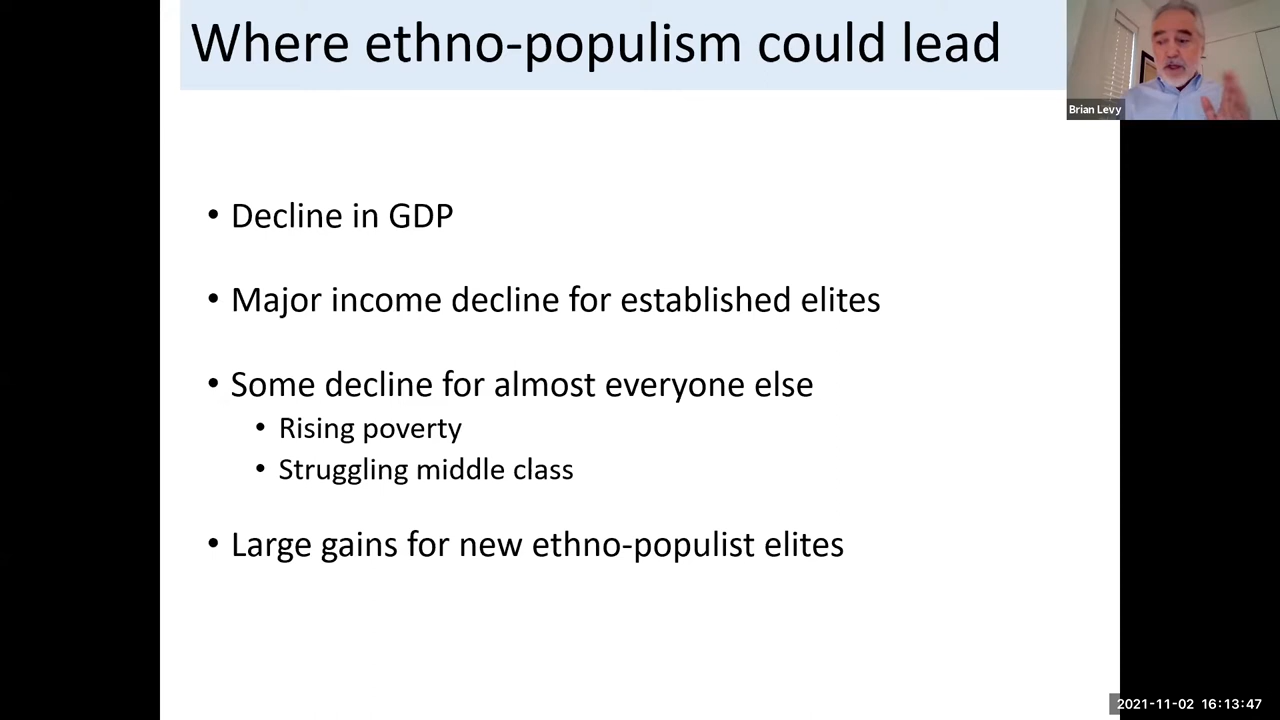 Where ethno-populism could lead
Brian Levy
• Decline in GDP
• Major income decline for established elites
• Some decline for almost everyone else
• Rising poverty
• Struggling middle class
• Large gains for new ethno-populist elites
2021-11-02 16:13:47